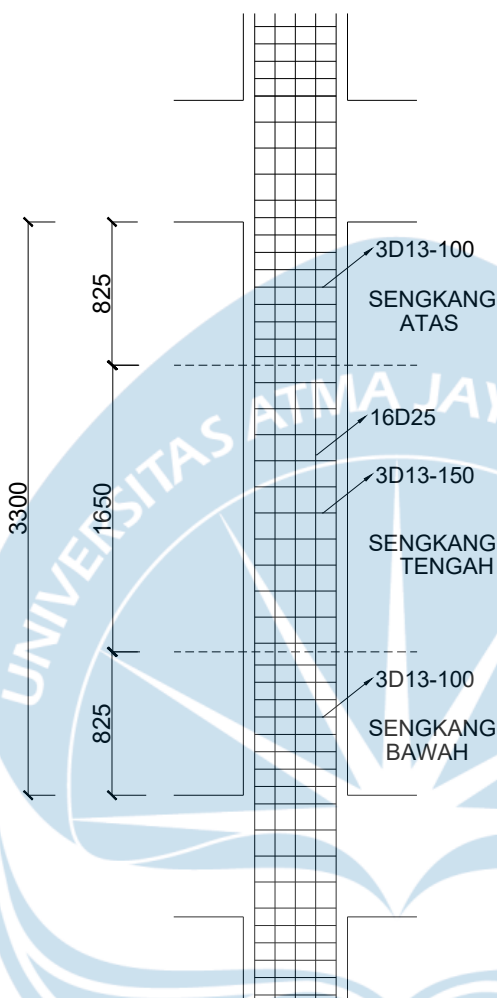 3D13-100
SENGKANG
ATAS
825
16D25
3D13-150
3300
1650
SENGKANG
TENGAH
3D13-100
825
SENGKANG
BAWAH
UNIVERSITAS ATMA JAY